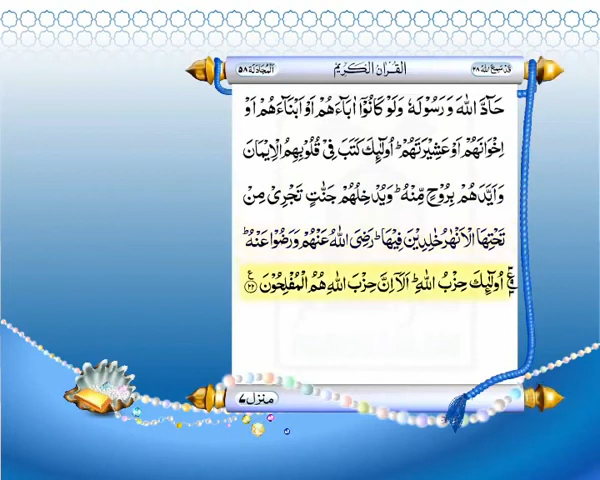 قد سمع الله ٢٨ القرآن الكريم المجادلة ٥٨
حَآدَّ اللّٰهَ وَرَسُوْلَهٗ وَلَوْ كَانُوْۤا اٰبَآءَهُمْ اَوْ اَبْنَآءَهُمْ اَوْ
اِخْوَانَهُمْ اَوْ عَشِيْرَتَهُمْ ؕ اُولٰٓئِكَ كَتَبَ فِيْ قُلُوْبِهِمُ الْاِيْمَانَ
وَاَيَّدَهُمْ بِرُوْحٍ مِّنْهُ ؕ وَيُدْخِلُهُمْ جَنّٰتٍ تَجْرِيْ مِنْ
تَحْتِهَا الْاَنْهٰرُ خٰلِدِيْنَ فِيْهَا ؕ رَضِيَ اللّٰهُ عَنْهُمْ وَرَضُوْا عَنْهُ ؕ
اُولٰٓئِكَ حِزْبُ اللّٰهِ ؕ اَلَاۤ اِنَّ حِزْبَ اللّٰهِ هُمُ الْمُفْلِحُوْنَ ﴿۲۲﴾ ع
منزل ٧